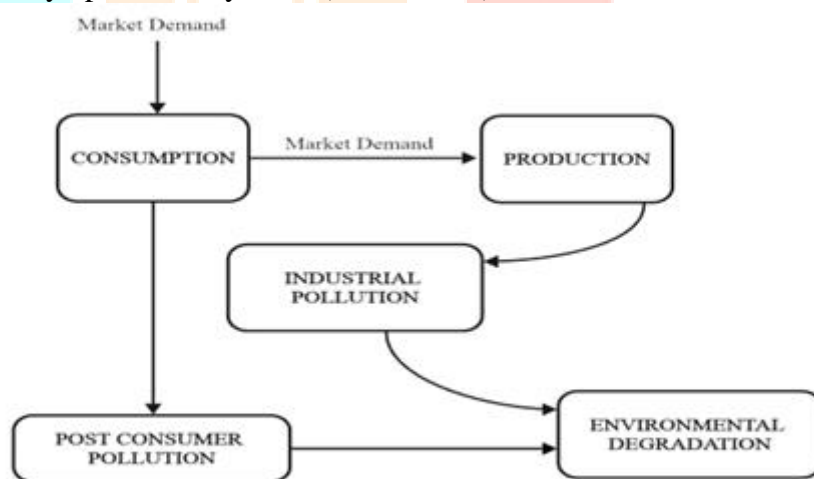 Market Demand
CONSUMPTION
Market Demand
PRODUCTION
INDUSTRIAL
POLLUTION
POST CONSUMER
POLLUTION
ENVIRONMENTAL
DEGRADATION